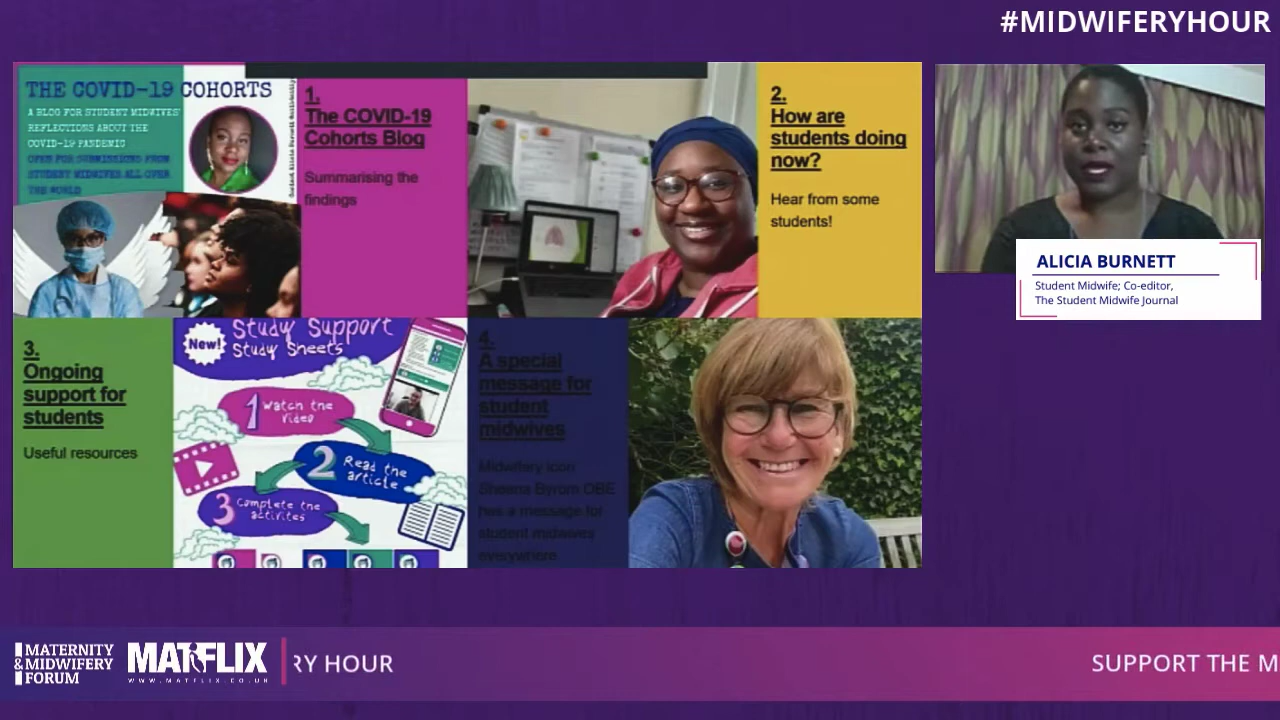 #MIDWIFERYHOUR
THE COVID-19 COHORTS
A BLOG FOR STUDENT MIDWIVES'
REFLECTIONS ABOUT THE
COVID-19 PANDEMIC
OPEN FOR SUBMISSIONS FROM
STUDENT MIDWIVES ALL OVER
THE WORLD
1.
The COVID-19
Cohorts Blog
Summarising the
findings
2.
How are
students doing
now?
Hear from some
students!
ALICIA BURNETT
Student Midwife; Co-editor,
The Student Midwife Journal
3.
Ongoing
support for
students
Useful resources
New!
Study Support
Study Sheets
1 Watch the
video
2 Read the
article
3 Complete the
activites
4.
A special
message for
student
midwives
Midwifery icon
Sheena Byrom OBE
has a message for
student midwives
everywhere
MATERNITY
&MIDWIFERY
FORUM
MATFLIX
WWW.MATFLIX.CO.UK
RY HOUR
SUPPORT THE M